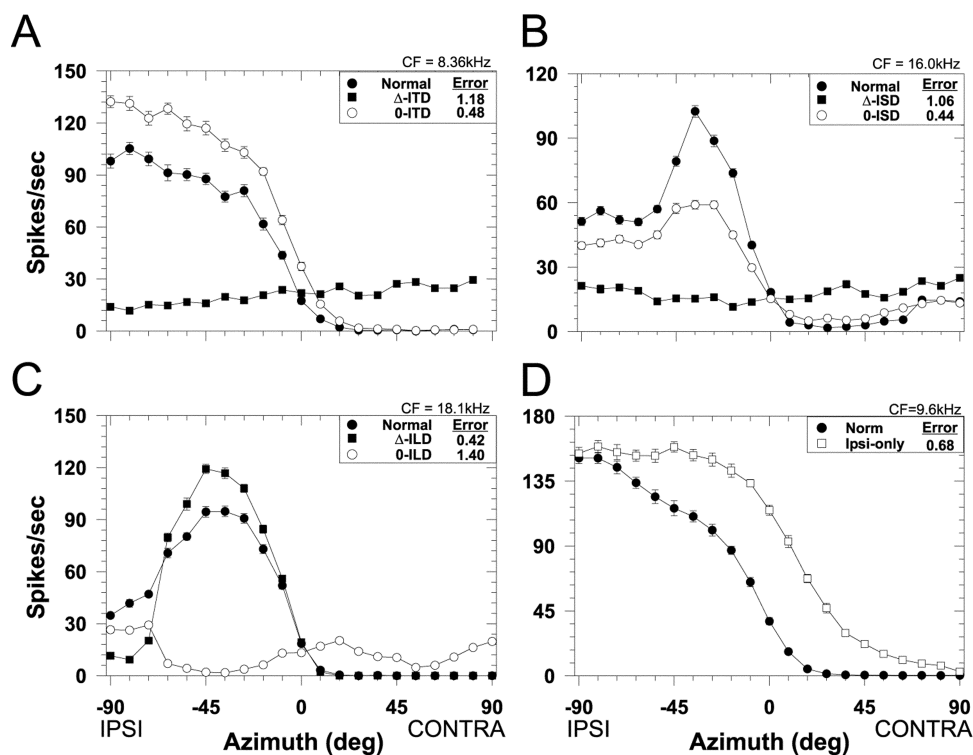 A
CF = 8.36kHz
Normal Error
Δ-ITD 1.18
0-ITD 0.48
150
120
90
60
30
0
Spikes/sec
B
CF = 16.0kHz
Normal Error
Δ-ISD 1.06
0-ISD 0.44
120
90
60
30
0
C
CF = 18.1kHz
Normal Error
Δ-ILD 0.42
0-ILD 1.40
150
120
90
60
30
0
Spikes/sec
-90 -45 0 45 90
IPSI CONTRA
Azimuth (deg)
D
CF=9.6kHz
Norm Error
Ipsi-only 0.68
180
135
90
45
0
-90 -45 0 45 90
IPSI CONTRA
Azimuth (deg)